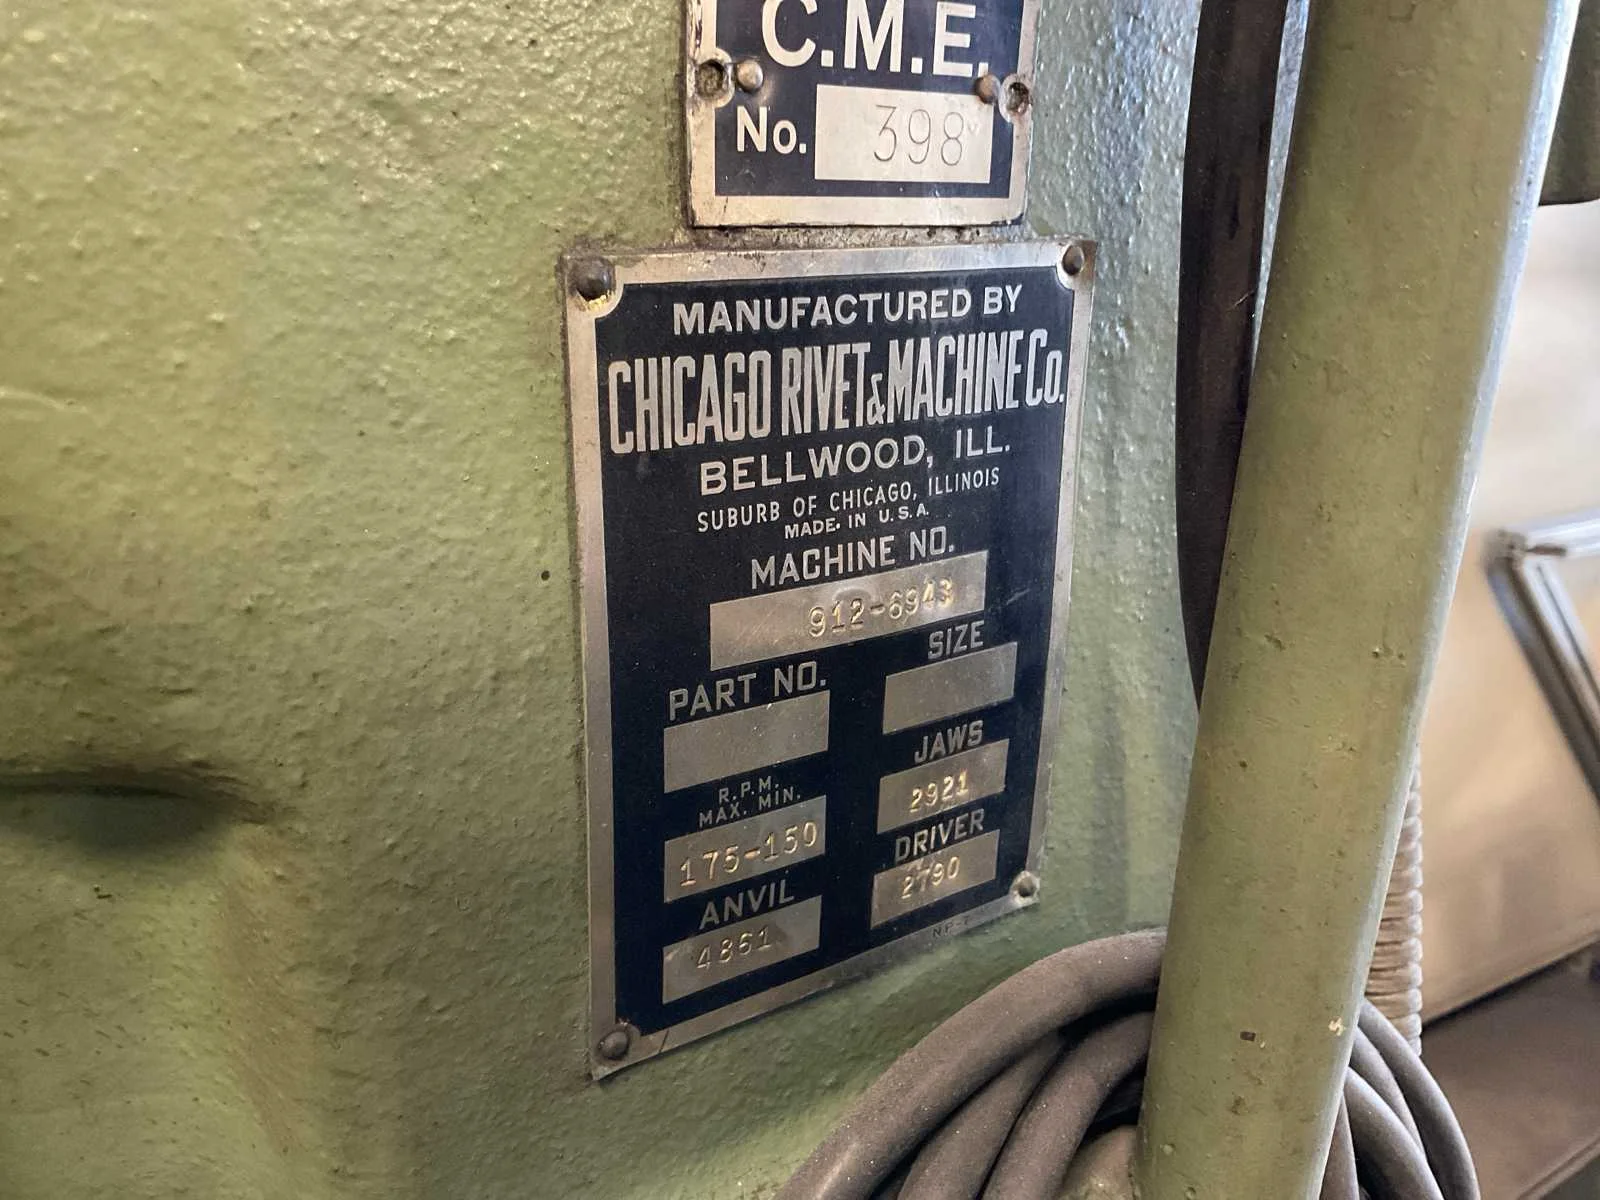 C.M.E.
No. 398
MANUFACTURED BY
CHICAGO RIVET & MACHINE Co.
BELLWOOD, ILL.
SUBURB OF CHICAGO, ILLINOIS
MADE IN U.S.A.
MACHINE NO.
912-6943
PART NO.
SIZE
R.P.M.
MAX. MIN.
175-150
JAWS
2921
ANVIL
4861
DRIVER
2790